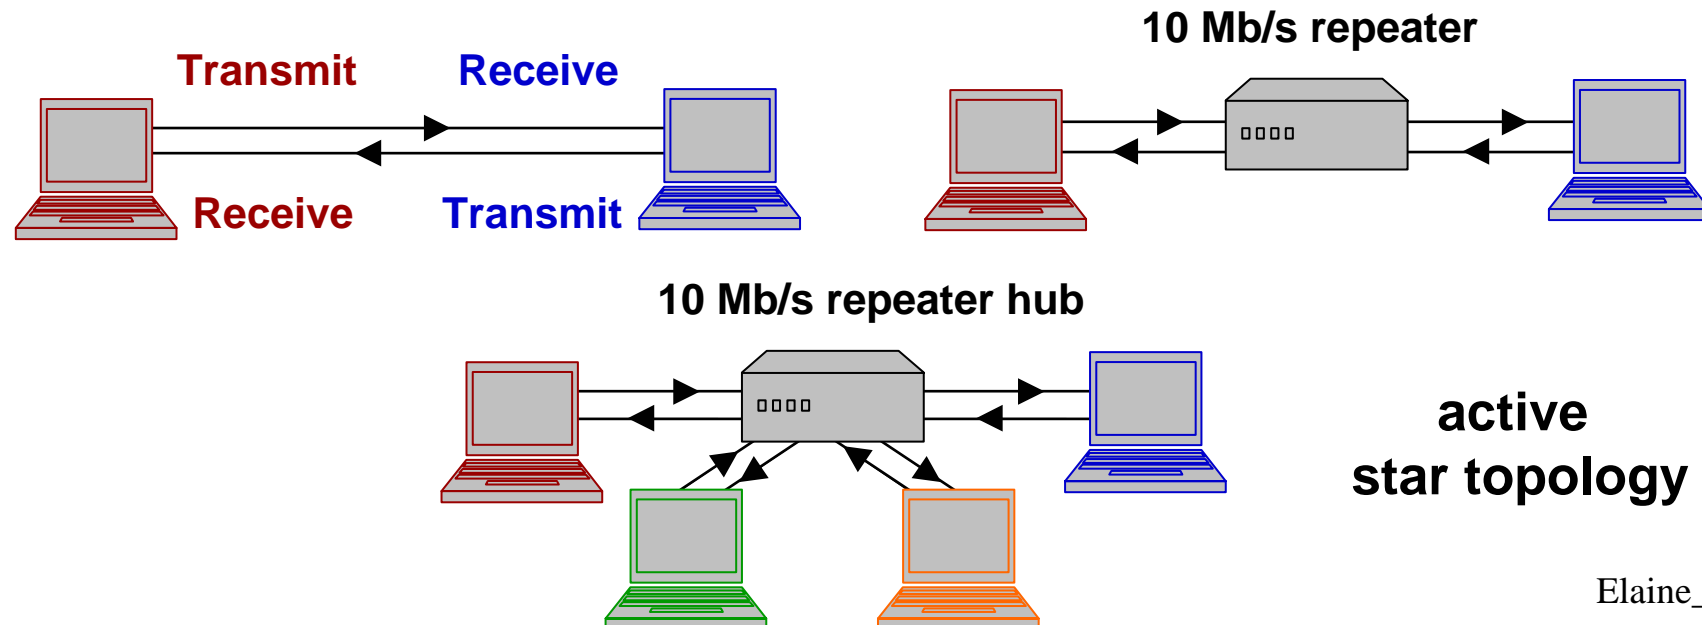 10 Mb/s repeater
Transmit Receive
Receive Transmit
10 Mb/s repeater hub
active
star topology
Elaine_